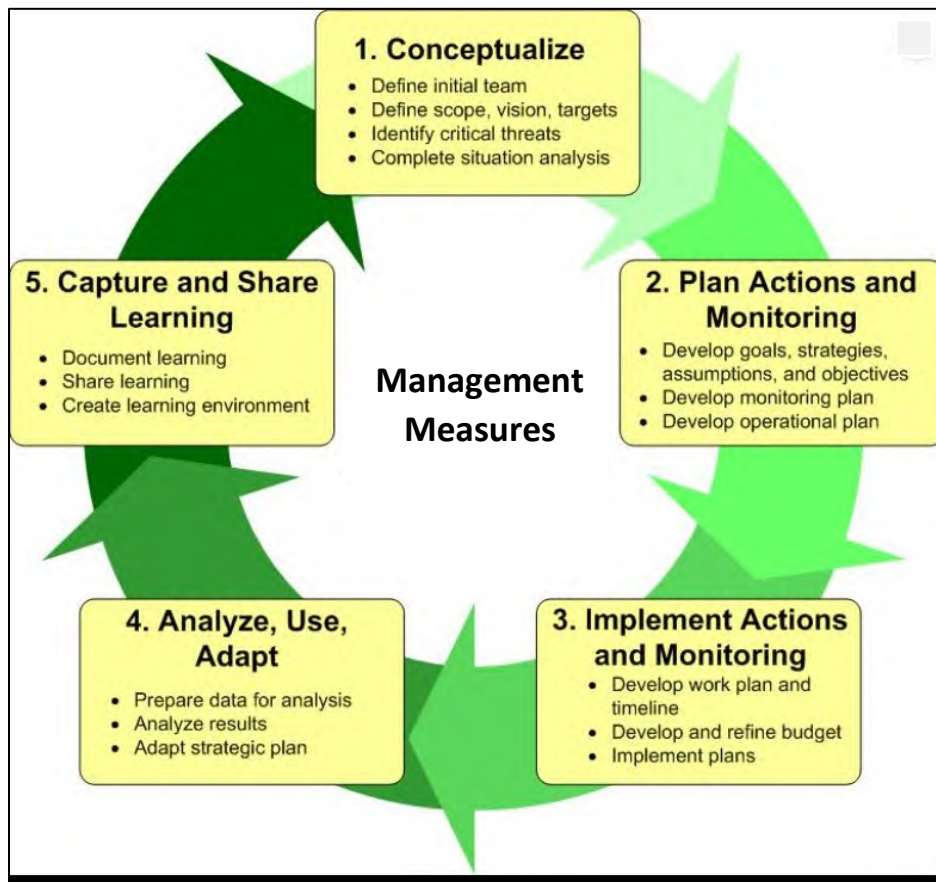 1. Conceptualize
• Define initial team
• Define scope, vision, targets
• Identify critical threats
• Complete situation analysis
2. Plan Actions and
Monitoring
• Develop goals, strategies,
assumptions, and objectives
• Develop monitoring plan
• Develop operational plan
3. Implement Actions
and Monitoring
• Develop work plan and
timeline
• Develop and refine budget
• Implement plans
4. Analyze, Use,
Adapt
• Prepare data for analysis
• Analyze results
• Adapt strategic plan
5. Capture and Share
Learning
• Document learning
• Share learning
• Create learning environment
Management
Measures